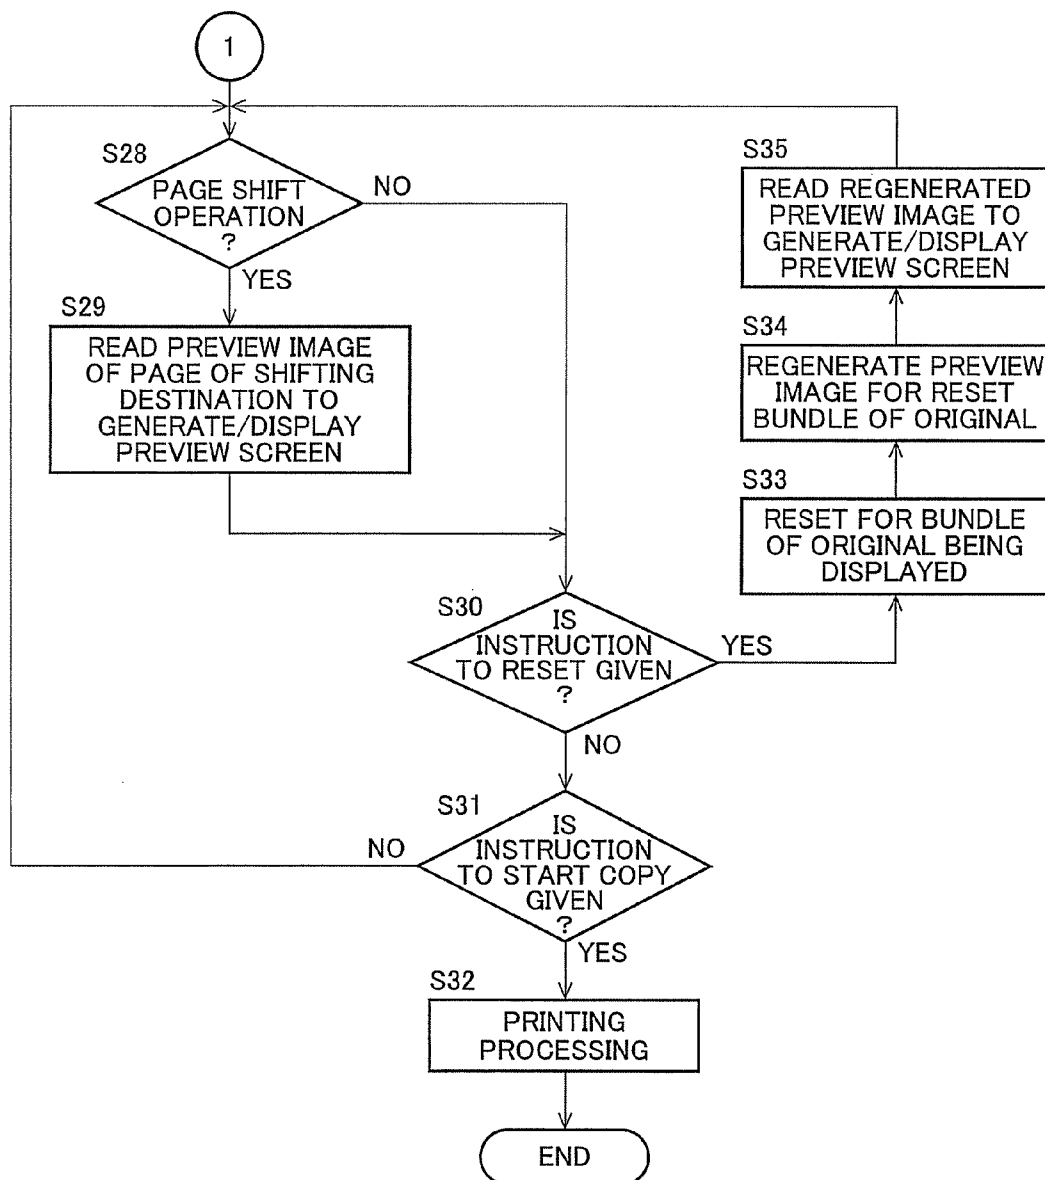 1
S28
PAGE SHIFT
OPERATION
?
NO
YES
S29
READ PREVIEW IMAGE
OF PAGE OF SHIFTING
DESTINATION TO
GENERATE/DISPLAY
PREVIEW SCREEN
S35
READ REGENERATED
PREVIEW IMAGE TO
GENERATE/DISPLAY
PREVIEW SCREEN
S34
REGENERATE PREVIEW
IMAGE FOR RESET
BUNDLE OF ORIGINAL
S33
RESET FOR BUNDLE
OF ORIGINAL BEING
DISPLAYED
S30
IS
INSTRUCTION
TO RESET GIVEN
?
YES
NO
S31
IS
INSTRUCTION
TO START COPY
GIVEN
?
NO
YES
S32
PRINTING
PROCESSING
END